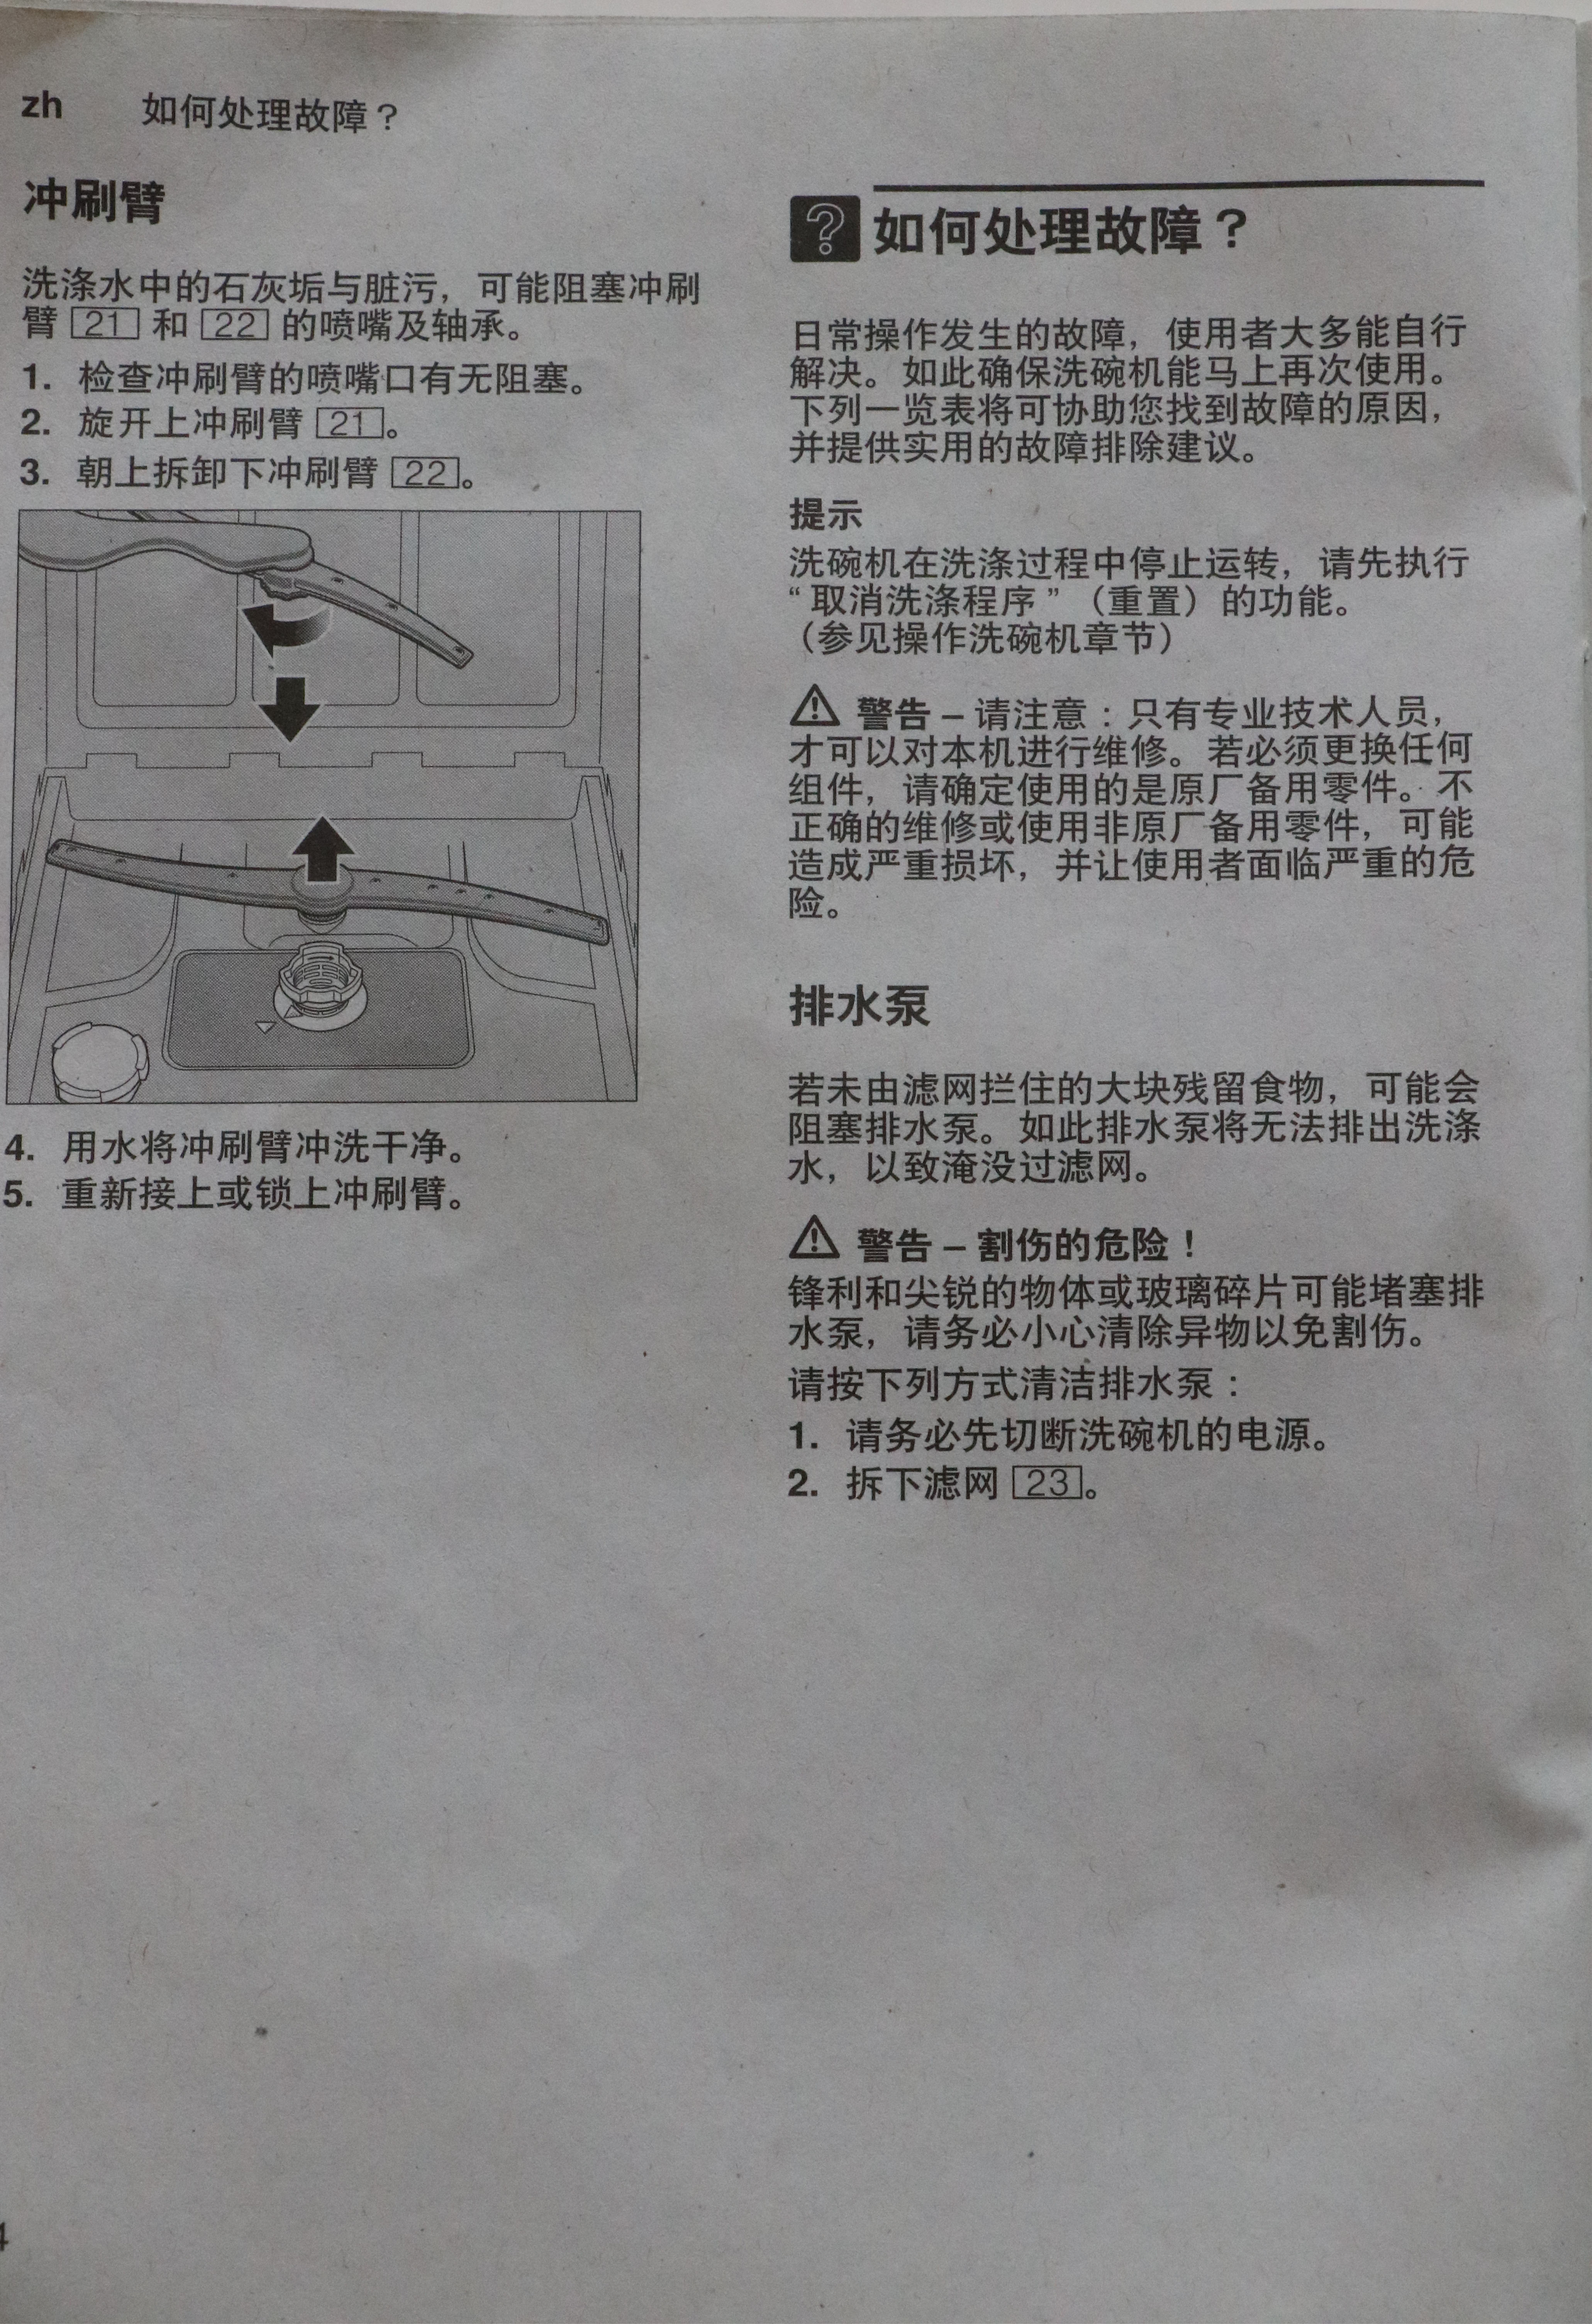 zh 如何处理故障？
冲刷臂
洗涤水中的石灰垢与脏污，可能阻塞冲刷
臂 21 和 22 的喷嘴及轴承。
1. 检查冲刷臂的喷嘴口有无阻塞。
2. 旋开上冲刷臂 21。
3. 朝上拆卸下冲刷臂 22。
4. 用水将冲刷臂冲洗干净。
5. 重新接上或锁上冲刷臂。
? 如何处理故障？
日常操作发生的故障，使用者大多能自行
解决。如此确保洗碗机能马上再次使用。
下列一览表将可协助您找到故障的原因，
并提供实用的故障排除建议。
提示
洗碗机在洗涤过程中停止运转，请先执行
“取消洗涤程序”（重置）的功能。
（参见操作洗碗机章节）
警告 – 请注意：只有专业技术人员，
才可以对本机进行维修。若必须更换任何
组件，请确定使用的是原厂备用零件。不
正确的维修或使用非原厂备用零件，可能
造成严重损坏，并让使用者面临严重的危
险。
排水泵
若未由滤网拦住的大块残留食物，可能会
阻塞排水泵。如此排水泵将无法排出洗涤
水，以致淹没过滤网。
警告 – 割伤的危险！
锋利和尖锐的物体或玻璃碎片可能堵塞排
水泵，请务必小心清除异物以免割伤。
请按下列方式清洁排水泵：
1. 请务必先切断洗碗机的电源。
2. 拆下滤网 23。